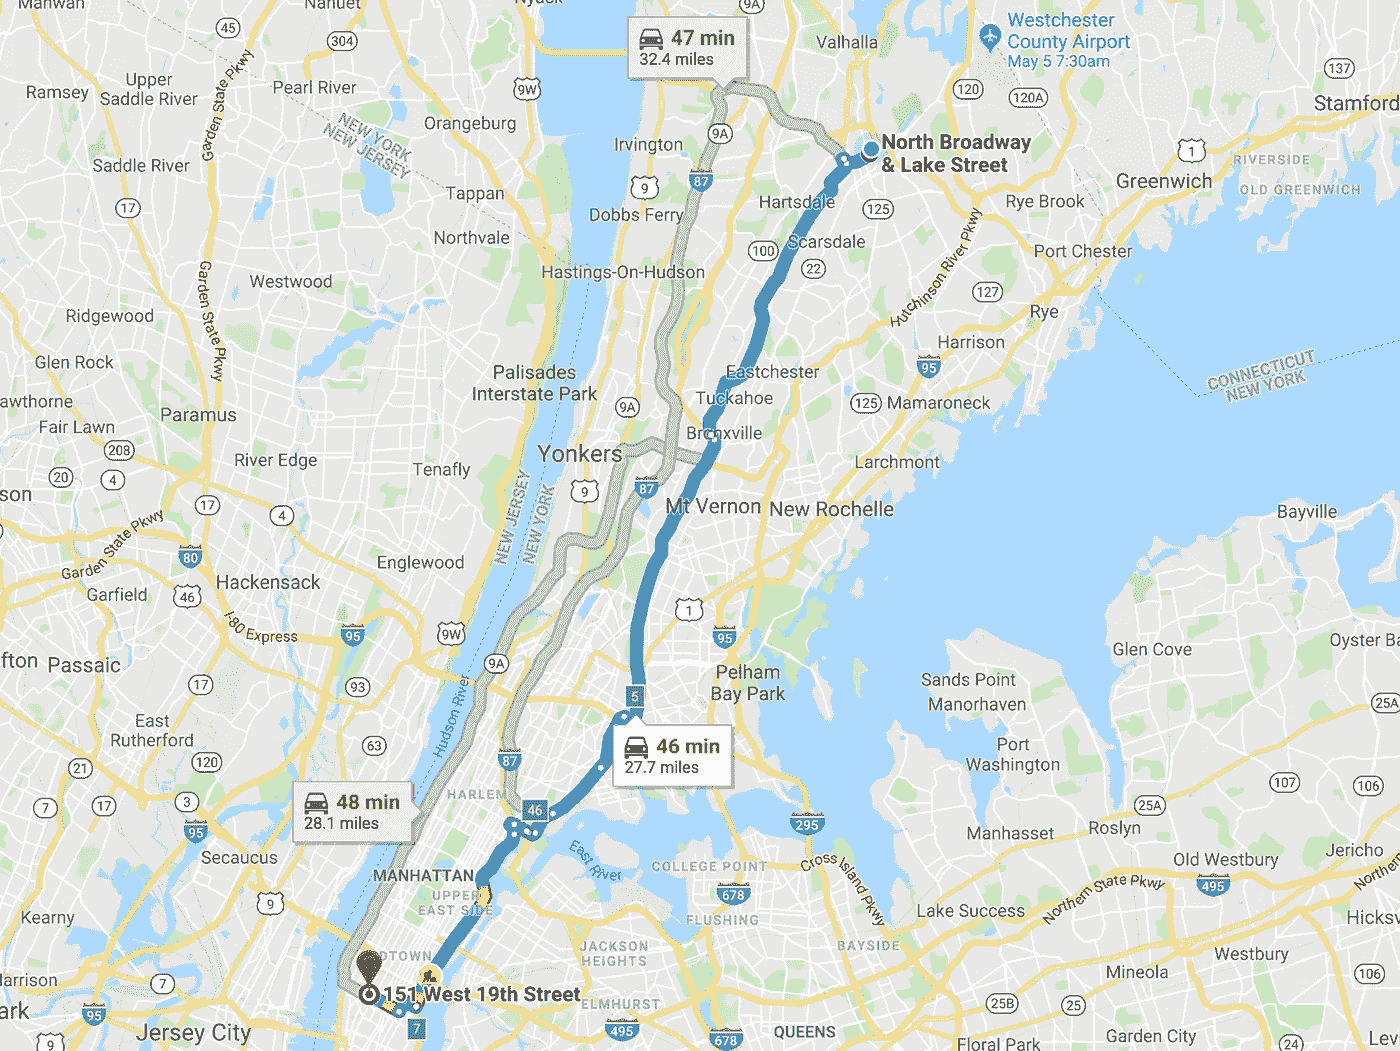 Nyack
9A
Manwah
Nanuet
45
47 min
32.4 miles
Westchester
County Airport
May 5 7:30am
Valhalla
304
137
Upper
Saddle River
Ramsey
Pearl River
9W
120
120A
Stamford
Garden State Pkwy
NEW YORK
NEW JERSEY
Orangeburg
9A
Irvington
North Broadway
& Lake Street
1
RIVERSIDE
Saddle River
87
Greenwich
OLD GREENWICH
9
Tappan
Hartsdale
Rye Brook
17
Dobbs Ferry
125
Northvale
100
Scarsdale
Port Chester
22
Hutchinson River Pkwy
Hastings-On-Hudson
Westwood
Garden State Pkwy
127
Ridgewood
Rye
Harrison
Glen Rock
95
CONNECTICUT
NEW YORK
Palisades
Interstate Park
Eastchester
awthorne
Paramus
9A
Tuckahoe
125
Mamaroneck
Fair Lawn
Bronxville
208
Yonkers
River Edge
Tenafly
Larchmont
20
4
9
87
son
17
4
Mt Vernon
New Rochelle
Bayville
NEW JERSEY
NEW YORK
Garden State Pkwy
80
Englewood
Hackensack
Garfield
46
1
I-80 Express
95
9W
95
Glen Cove
Oyster Ba
fton
Passaic
9A
Pelham
Bay Park
Sands Point
17
93
5
Manorhaven
25A
East
Rutherford
Hudson River
63
46 min
27.7 miles
Port
Washington
120
21
87
107
106
HARLEM
48 min
28.1 miles
7
17
3
46
25A
95
295
Manhasset
Roslyn
Secaucus
East River
Jericho
MANHATTAN
COLLEGE POINT
Cross Island Pkwy
Old Westbury
UPPER
EAST SIDE
678
495
Northern State Pkwy
Northern
9
Kearny
FLUSHING
Lake Success
Hicksv
BAYSIDE
JACKSON
HEIGHTS
DTOWN
Westbury
Harrison
7
Mineola
106
151 West 19th Street
ELMHURST
25B
25
ark
95
7
Jersey City
495
678
QUEENS
Garden City
Lev
9
Floral Park
24